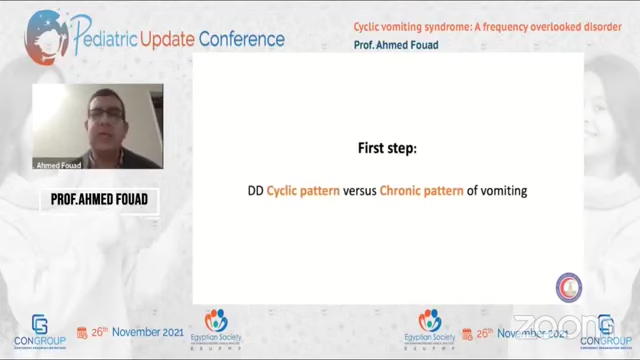 Pediatric Update Conference
Cyclic vomiting syndrome: A frequency overlooked disorder
Prof. Ahmed Fouad
Ahmed Fouad
PROF.AHMED FOUAD
First step:
DD Cyclic pattern versus Chronic pattern of vomiting
CONGROUP
26th November 2021
Egyptian Society
Egyptian Society
26th November 2021
CONGROUP
zoom